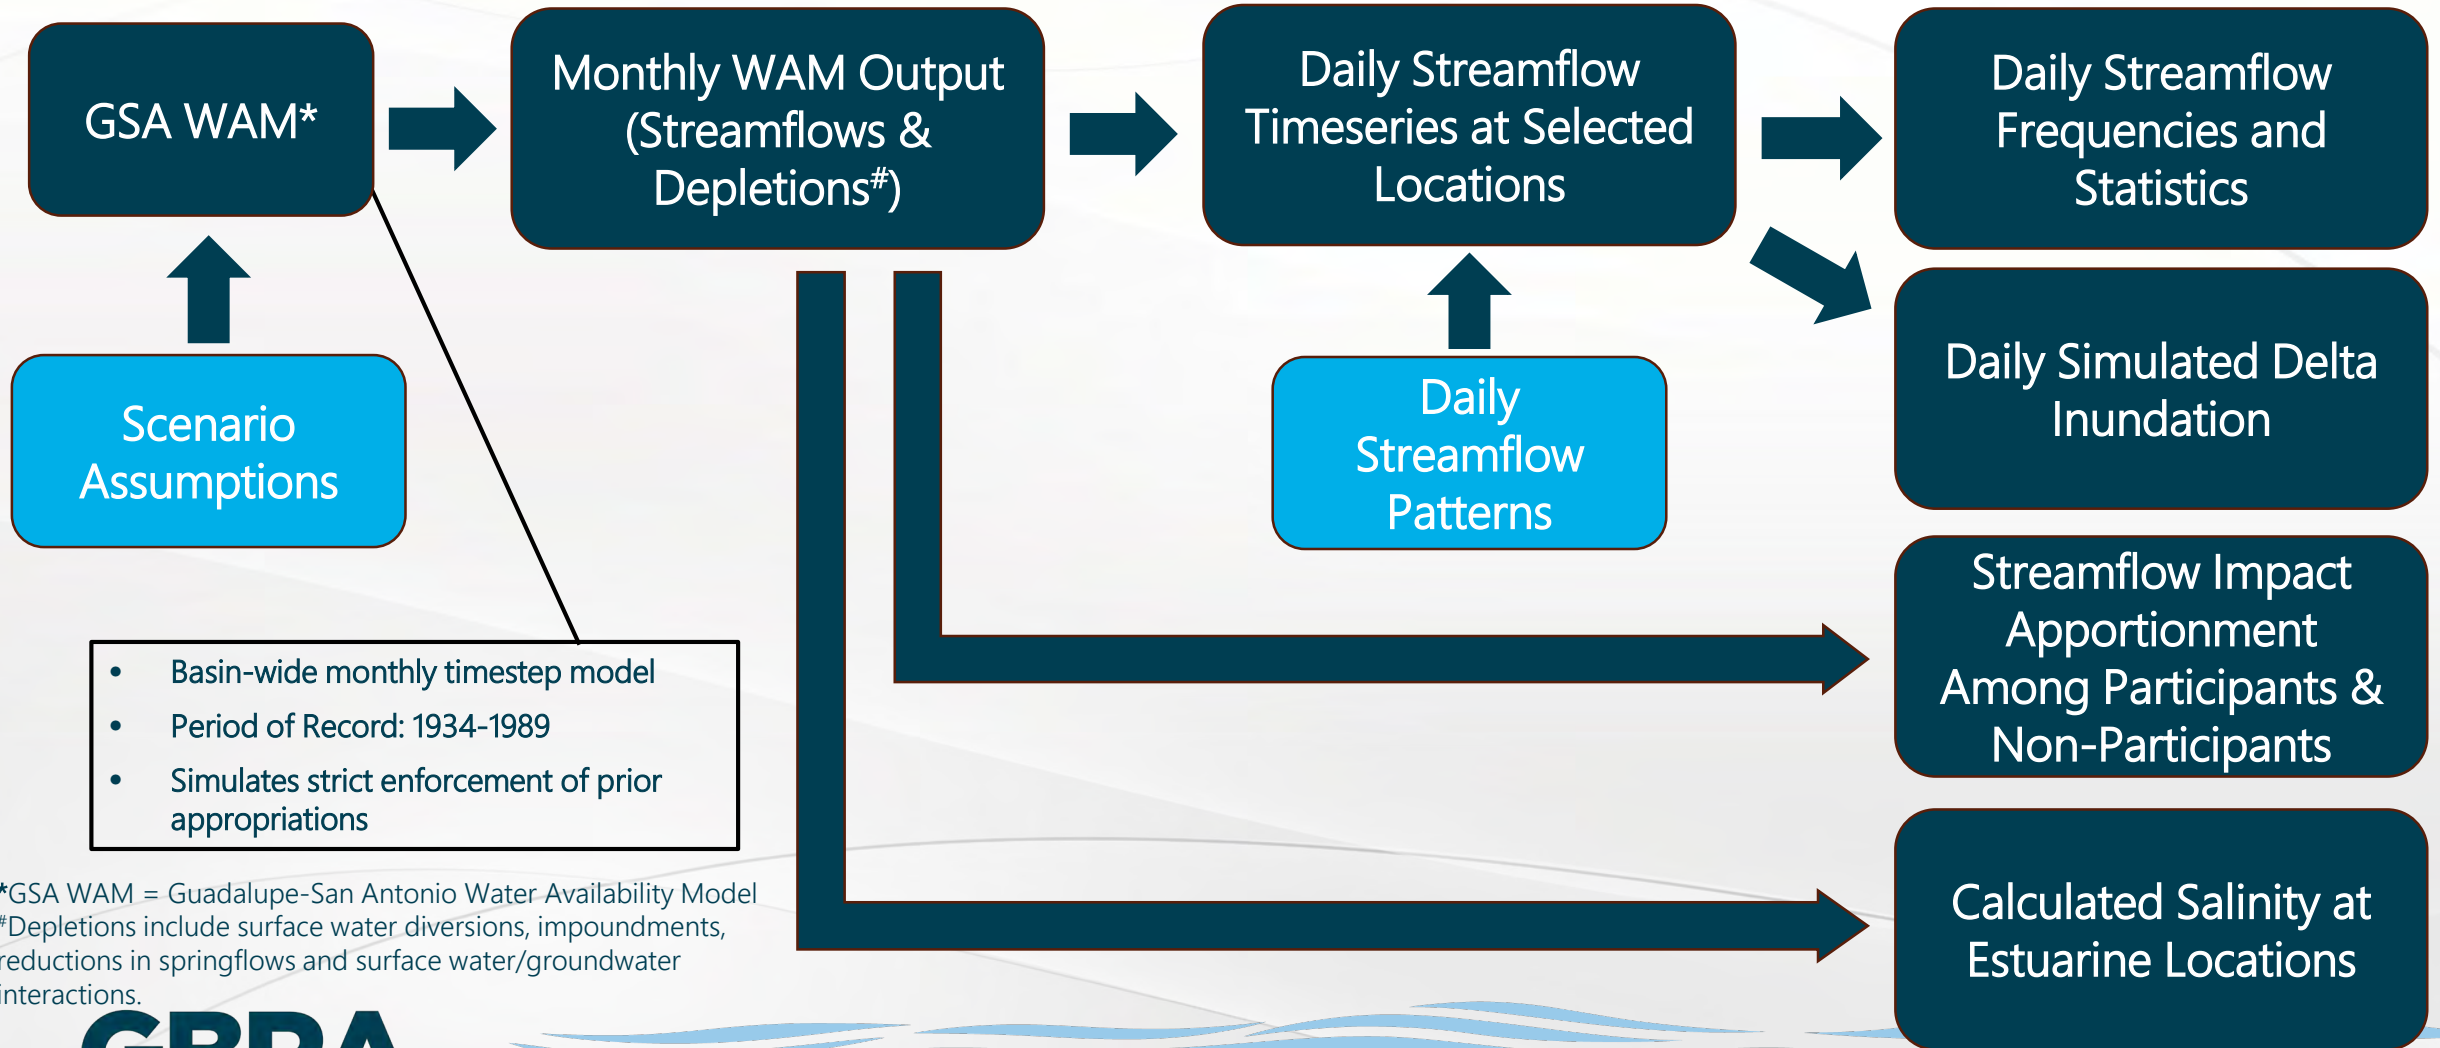 GSA WAM*
Monthly WAM Output
(Streamflows &
Depletions#)
Daily Streamflow
Timeseries at Selected
Locations
Daily Streamflow
Frequencies and
Statistics
Scenario
Assumptions
Daily
Streamflow
Patterns
Daily Simulated Delta
Inundation
Streamflow Impact
Apportionment
Among Participants &
Non-Participants
Calculated Salinity at
Estuarine Locations
• Basin-wide monthly timestep model
• Period of Record: 1934-1989
• Simulates strict enforcement of prior
appropriations
*GSA WAM = Guadalupe-San Antonio Water Availability Model
#Depletions include surface water diversions, impoundments,
reductions in springflows and surface water/groundwater
interactions.
GBRA